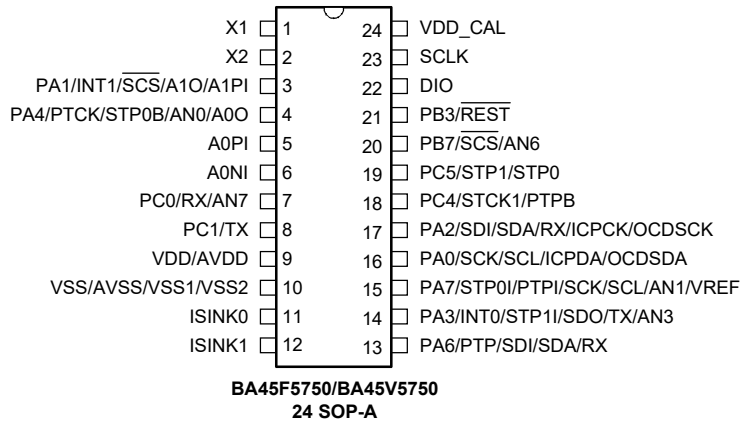 X1 1 24 VDD_CAL
X2 2 23 SCLK
PA1/INT1/SCS/A1O/A1PI 3 22 DIO
PA4/PTCK/STP0B/AN0/A0O 4 21 PB3/REST
A0PI 5 20 PB7/SCS/AN6
A0NI 6 19 PC5/STP1/STP0
PC0/RX/AN7 7 18 PC4/STCK1/PTPB
PC1/TX 8 17 PA2/SDI/SDA/RX/ICPCK/OCDSCK
VDD/AVDD 9 16 PA0/SCK/SCL/ICPDA/OCDSDA
VSS/AVSS/VSS1/VSS2 10 15 PA7/STP0I/PTPI/SCK/SCL/AN1/VREF
ISINK0 11 14 PA3/INT0/STP1I/SDO/TX/AN3
ISINK1 12 13 PA6/PTP/SDI/SDA/RX
BA45F5750/BA45V5750
24 SOP-A